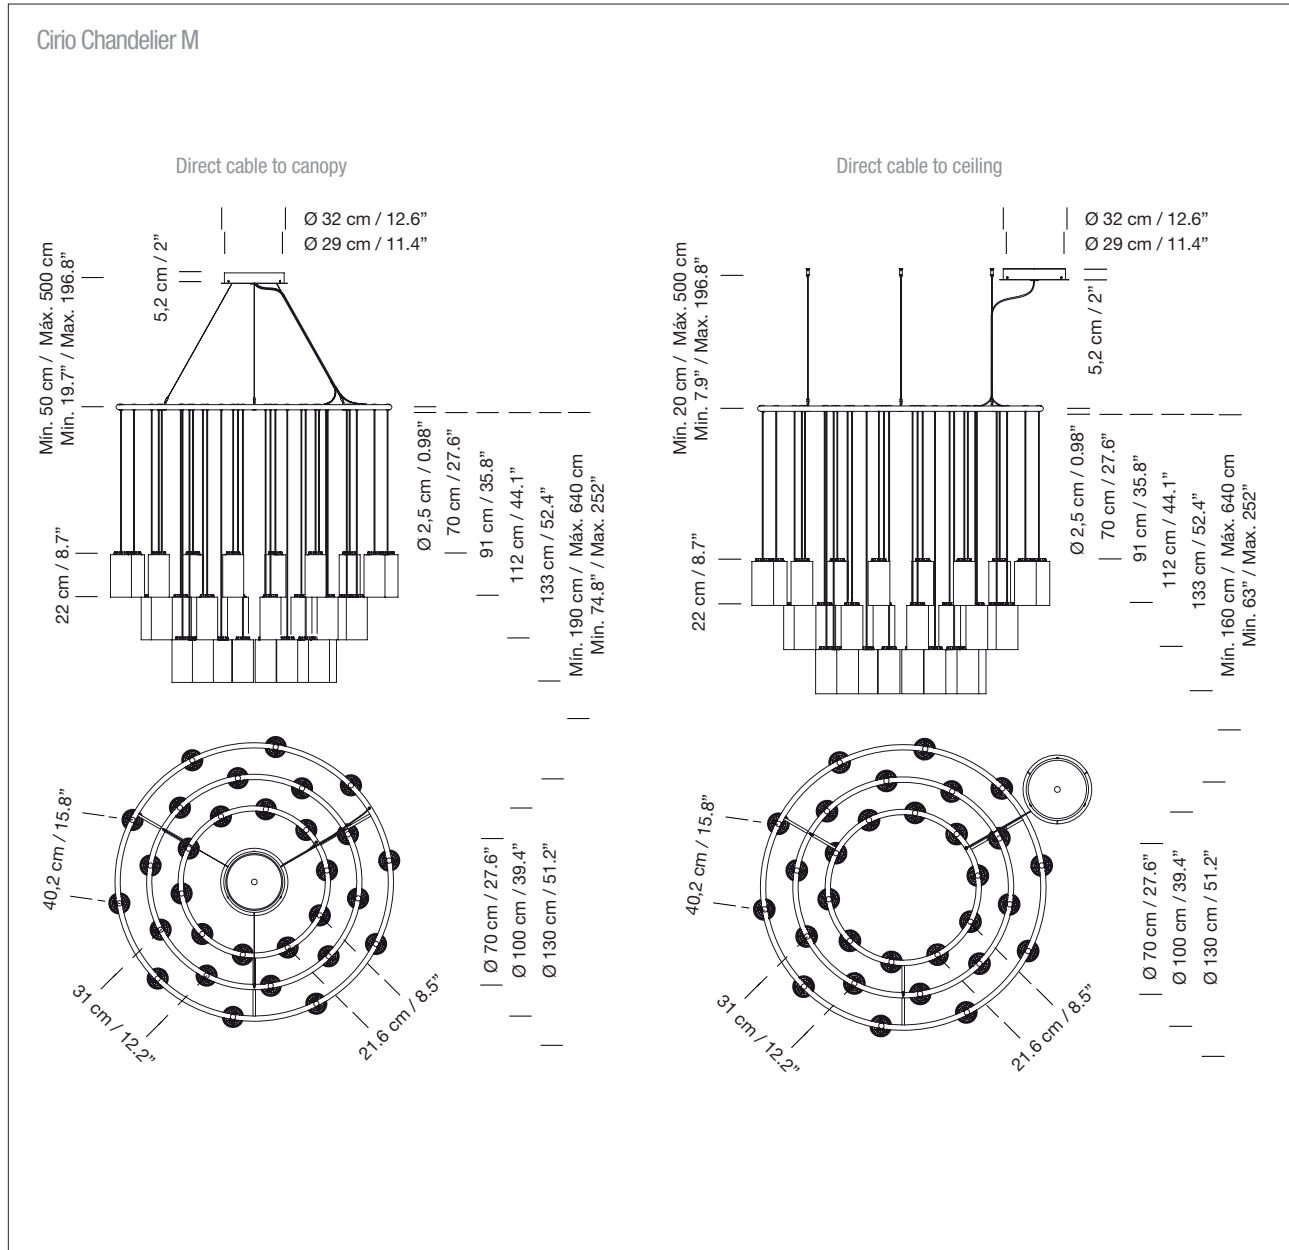 Cirio Chandelier M
Direct cable to canopy
Ø 32 cm / 12.6”
Ø 29 cm / 11.4”
Mín. 50 cm / Máx. 500 cm
Min. 19.7” / Max. 196.8”
5,2 cm / 2”
22 cm / 8.7”
Ø 2,5 cm / 0.98”
70 cm / 27.6”
91 cm / 35.8”
112 cm / 44.1”
133 cm / 52.4”
Mín. 190 cm / Máx. 640 cm
Min. 74.8” / Max. 252”
40,2 cm / 15.8”
31 cm / 12.2”
21.6 cm / 8.5”
Ø 70 cm / 27.6”
Ø 100 cm / 39.4”
Ø 130 cm / 51.2”
Direct cable to ceiling
Ø 32 cm / 12.6”
Ø 29 cm / 11.4”
Mín. 20 cm / Máx. 500 cm
Min. 7.9” / Max. 196.8”
5,2 cm / 2”
22 cm / 8.7”
Ø 2,5 cm / 0.98”
70 cm / 27.6”
91 cm / 35.8”
112 cm / 44.1”
133 cm / 52.4”
Mín. 160 cm / Máx. 640 cm
Min. 63” / Max. 252”
40,2 cm / 15.8”
31 cm / 12.2”
21.6 cm / 8.5”
Ø 70 cm / 27.6”
Ø 100 cm / 39.4”
Ø 130 cm / 51.2”